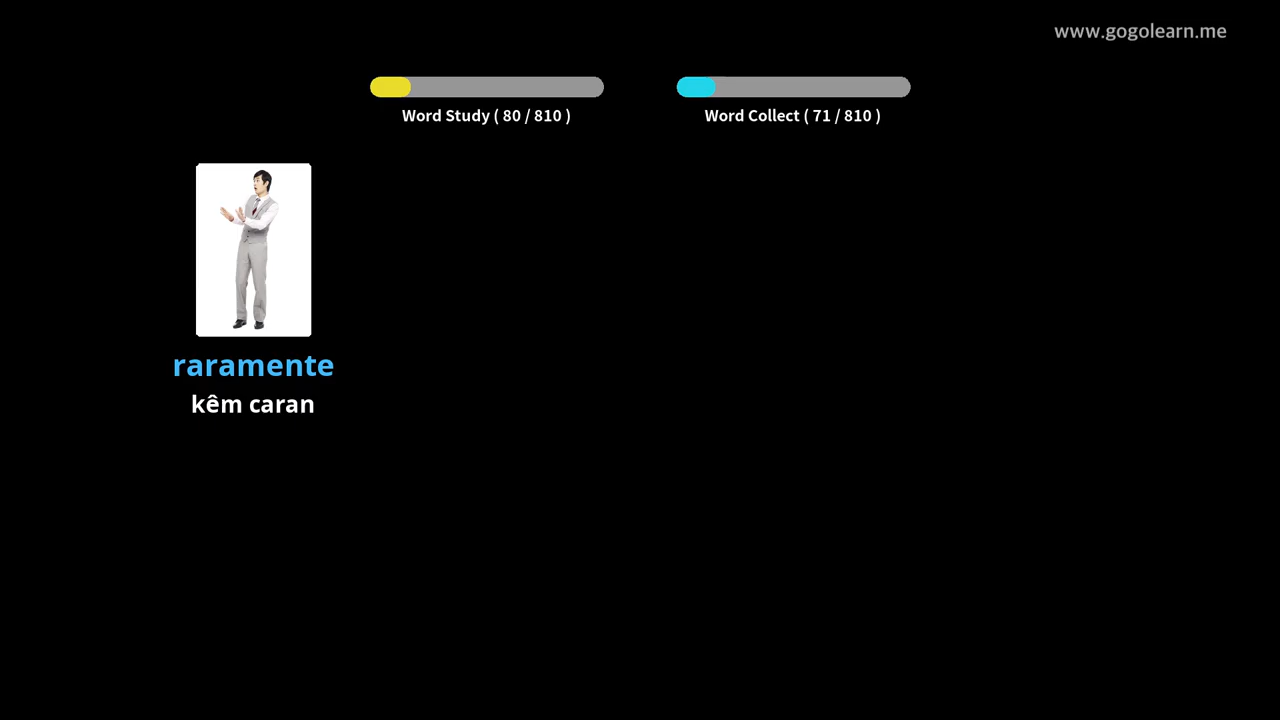 www.gogolearn.me
Word Study ( 80 / 810 )
Word Collect ( 71 / 810 )
raramente
kêm caran